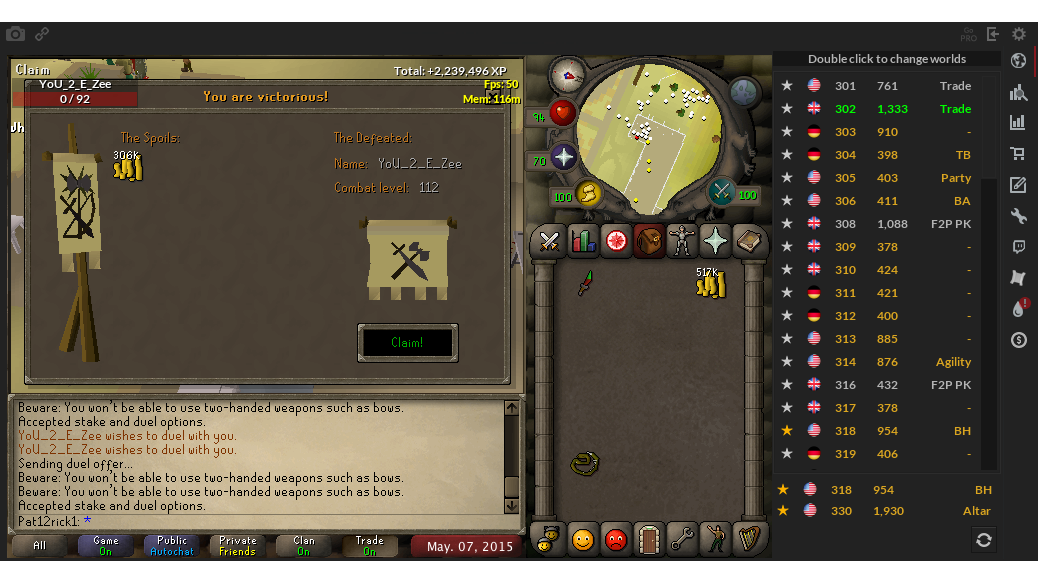 Go
PRO
Claim
Total: +2,239,496 XP
YoU_2_E_Zee
0 / 92
Fps: 50
Mem: 116m
You are victorious!
The Spoils:
306K
The Defeated:
Name: YoU_2_E_Zee
Combat level: 112
Claim!
94
70
100
100
517K
Beware: You won't be able to use two-handed weapons such as bows.
Accepted stake and duel options.
YoU_2_E_Zee wishes to duel with you.
YoU_2_E_Zee wishes to duel with you.
Sending duel offer...
Beware: You won't be able to use two-handed weapons such as bows.
Beware: You won't be able to use two-handed weapons such as bows.
Accepted stake and duel options.
Pat12rick1: *
All
Game
On
Public
Autochat
Private
Friends
Clan
On
Trade
On
May. 07, 2015
Double click to change worlds
301 761 Trade
302 1,333 Trade
303 910 -
304 398 TB
305 403 Party
306 411 BA
308 1,088 F2P PK
309 378 -
310 424 -
311 421 -
312 400 -
313 885 -
314 876 Agility
316 432 F2P PK
317 378 -
318 954 BH
319 406 -
318 954 BH
330 1,930 Altar